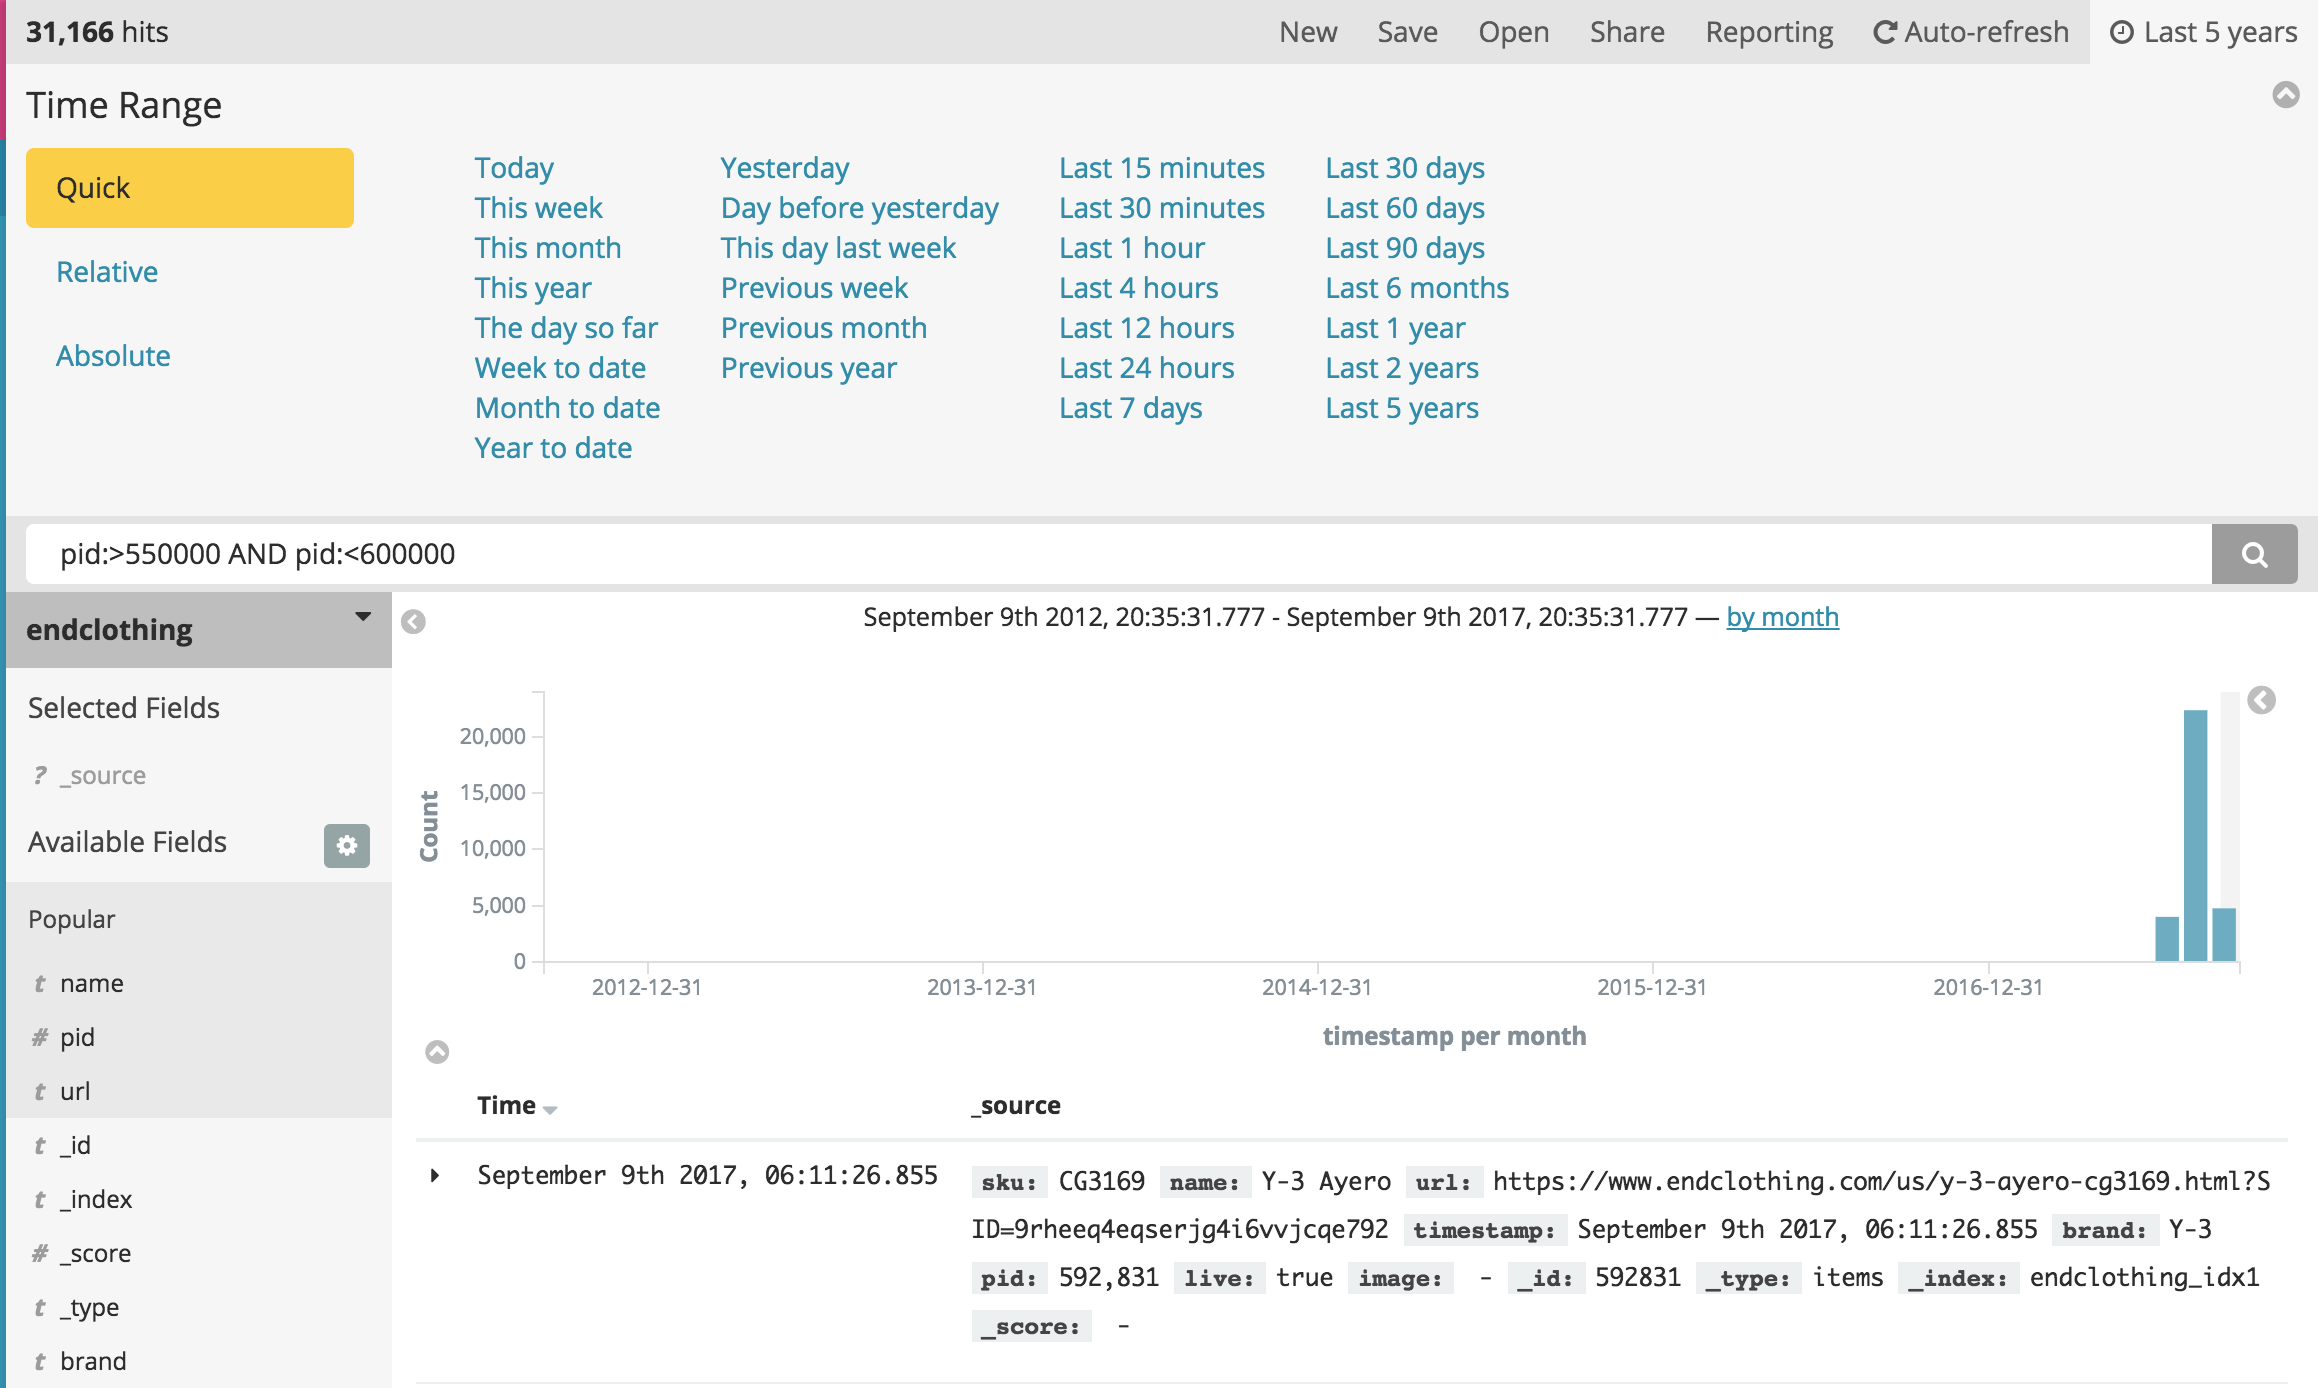 31,166 hits
New Save Open Share Reporting Auto-refresh Last 5 years
Time Range
Quick
Relative
Absolute
Today
This week
This month
This year
The day so far
Week to date
Month to date
Year to date
Yesterday
Day before yesterday
This day last week
Previous week
Previous month
Previous year
Last 15 minutes
Last 30 minutes
Last 1 hour
Last 4 hours
Last 12 hours
Last 24 hours
Last 7 days
Last 30 days
Last 60 days
Last 90 days
Last 6 months
Last 1 year
Last 2 years
Last 5 years
pid:>550000 AND pid:<600000
endclothing
Selected Fields
? _source
Available Fields
Popular
t name
# pid
t url
t _id
t _index
# _score
t _type
t brand
September 9th 2012, 20:35:31.777 - September 9th 2017, 20:35:31.777 — by month
Count
20,000
15,000
10,000
5,000
0
2012-12-31 2013-12-31 2014-12-31 2015-12-31 2016-12-31
timestamp per month
Time _source
September 9th 2017, 06:11:26.855
sku: CG3169 name: Y-3 Ayero url: https://www.endclothing.com/us/y-3-ayero-cg3169.html?S
ID=9rheeq4eqserjg4i6vvjcqe792 timestamp: September 9th 2017, 06:11:26.855 brand: Y-3
pid: 592,831 live: true image: - _id: 592831 _type: items _index: endclothing_idx1
_score: -